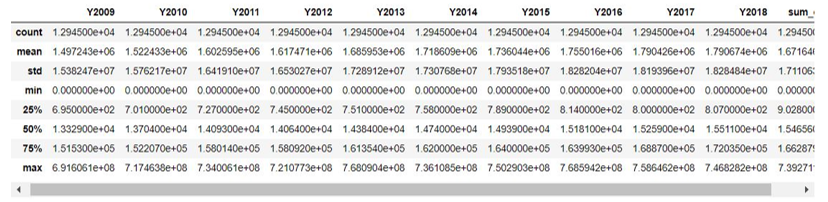 Y2009 Y2010 Y2011 Y2012 Y2013 Y2014 Y2015 Y2016 Y2017 Y2018 sum_
count 1.294500e+04 1.294500e+04 1.294500e+04 1.294500e+04 1.294500e+04 1.294500e+04 1.294500e+04 1.294500e+04 1.294500e+04 1.294500e+04 1.29450
mean 1.497243e+06 1.522433e+06 1.602595e+06 1.617471e+06 1.685953e+06 1.718609e+06 1.736044e+06 1.755016e+06 1.790426e+06 1.790674e+06 1.67164
std 1.538247e+07 1.576217e+07 1.641910e+07 1.653027e+07 1.728912e+07 1.730768e+07 1.793518e+07 1.828204e+07 1.819396e+07 1.828484e+07 1.71106
min 0.000000e+00 0.000000e+00 0.000000e+00 0.000000e+00 0.000000e+00 0.000000e+00 0.000000e+00 0.000000e+00 0.000000e+00 0.000000e+00 0.00000
25% 6.950000e+02 7.010000e+02 7.270000e+02 7.450000e+02 7.510000e+02 7.580000e+02 7.890000e+02 8.140000e+02 8.000000e+02 8.070000e+02 9.02800
50% 1.332900e+04 1.370400e+04 1.409300e+04 1.406400e+04 1.438400e+04 1.474000e+04 1.493900e+04 1.518100e+04 1.525900e+04 1.551100e+04 1.5465
75% 1.515300e+05 1.522070e+05 1.580140e+05 1.580920e+05 1.613540e+05 1.620000e+05 1.640000e+05 1.639930e+05 1.688700e+05 1.720350e+05 1.66287
max 6.916061e+08 7.174638e+08 7.340061e+08 7.210773e+08 7.680904e+08 7.361085e+08 7.502903e+08 7.685942e+08 7.586462e+08 7.468282e+08 7.39271